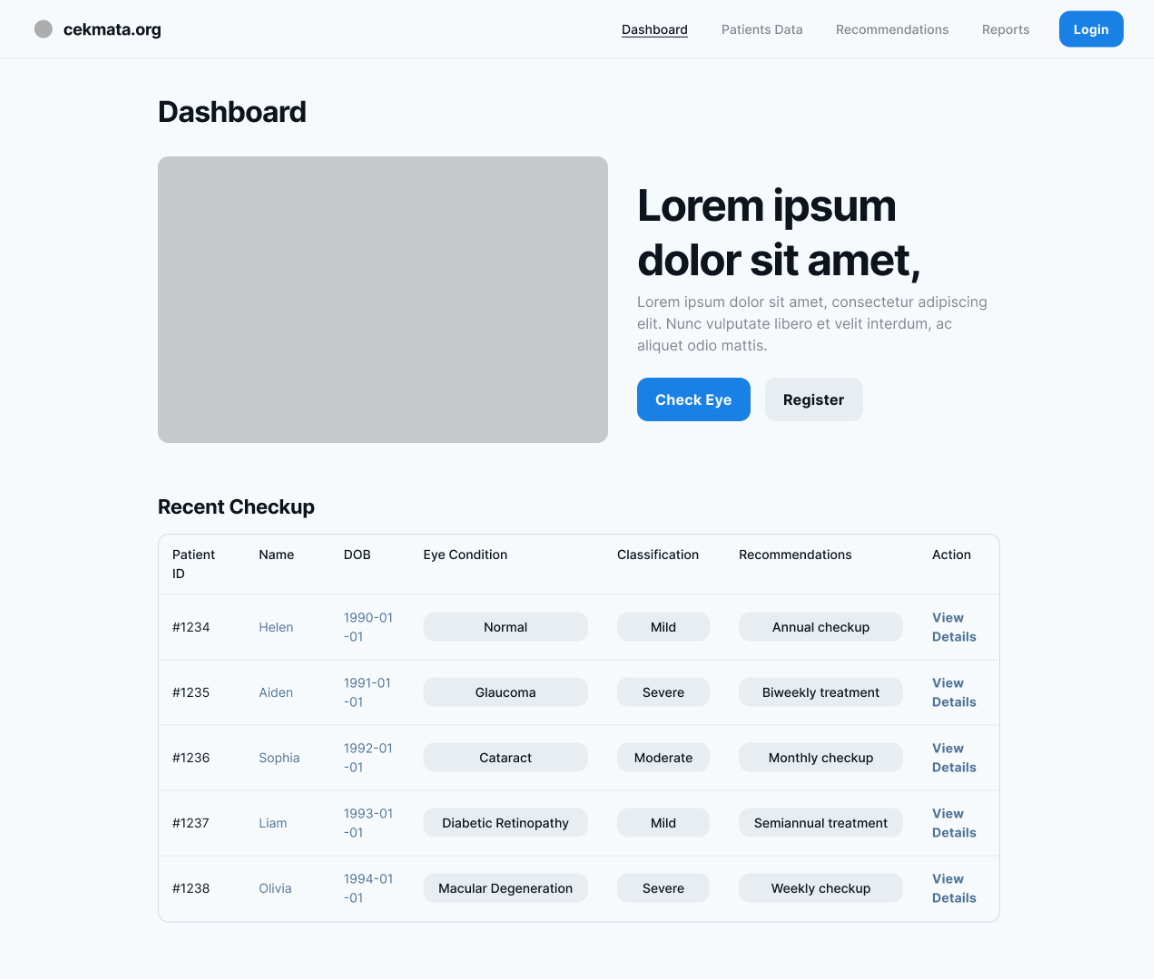 cekmata.org
Dashboard
Patients Data
Recommendations
Reports
Login
Dashboard
Lorem ipsum
dolor sit amet,
Lorem ipsum dolor sit amet, consectetur adipiscing
elit. Nunc vulputate libero et velit interdum, ac
aliquet odio mattis.
Check Eye
Register
Recent Checkup
Patient
ID
Name
DOB
Eye Condition
Classification
Recommendations
Action
#1234
Helen
1990-01
-01
Normal
Mild
Annual checkup
View
Details
#1235
Aiden
1991-01
-01
Glaucoma
Severe
Biweekly treatment
View
Details
#1236
Sophia
1992-01
-01
Cataract
Moderate
Monthly checkup
View
Details
#1237
Liam
1993-01
-01
Diabetic Retinopathy
Mild
Semiannual treatment
View
Details
#1238
Olivia
1994-01
-01
Macular Degeneration
Severe
Weekly checkup
View
Details